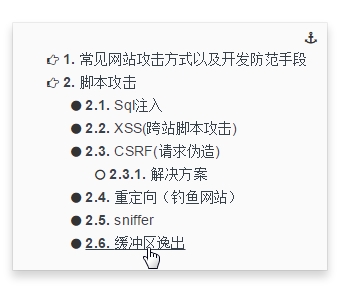 1. 常见网站攻击方式以及开发防范手段
2. 脚本攻击
2.1. Sql注入
2.2. XSS(跨站脚本攻击)
2.3. CSRF(请求伪造)
2.3.1. 解决方案
2.4. 重定向（钓鱼网站）
2.5. sniffer
2.6. 缓冲区逸出